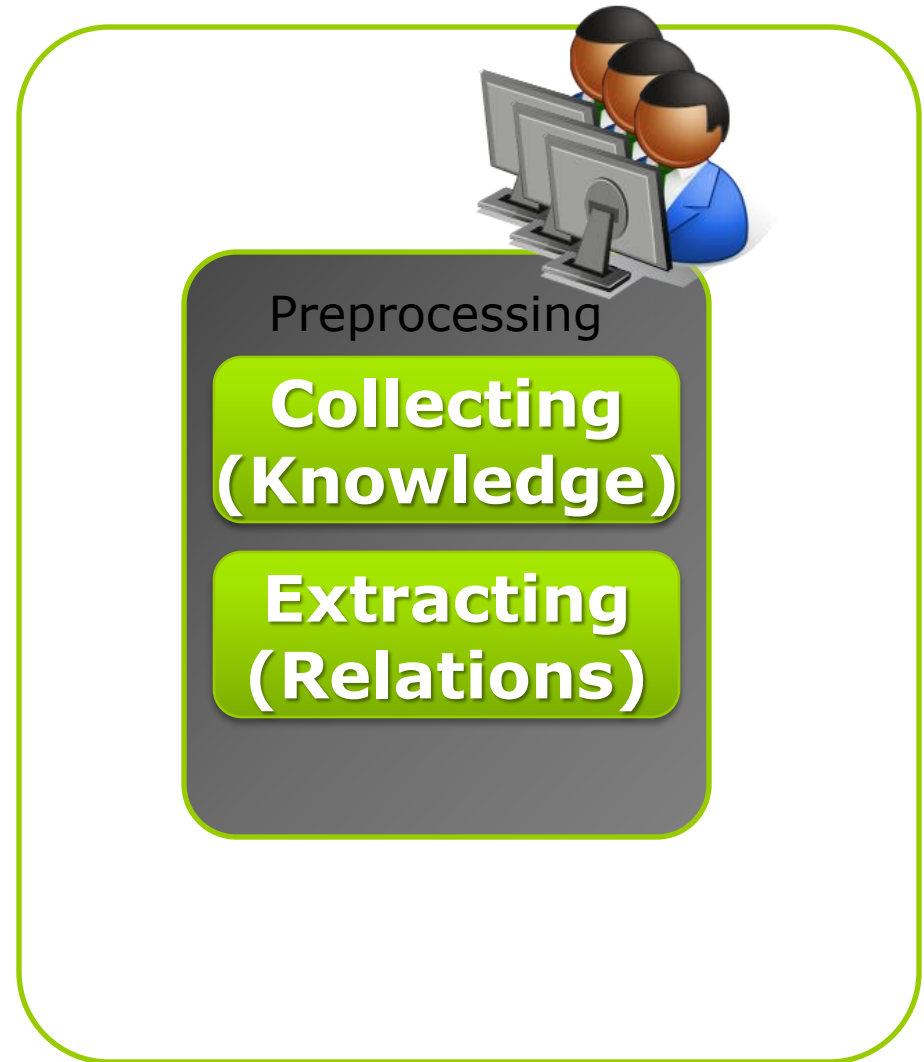 Preprocessing
Collecting
(Knowledge)
Extracting
(Relations)